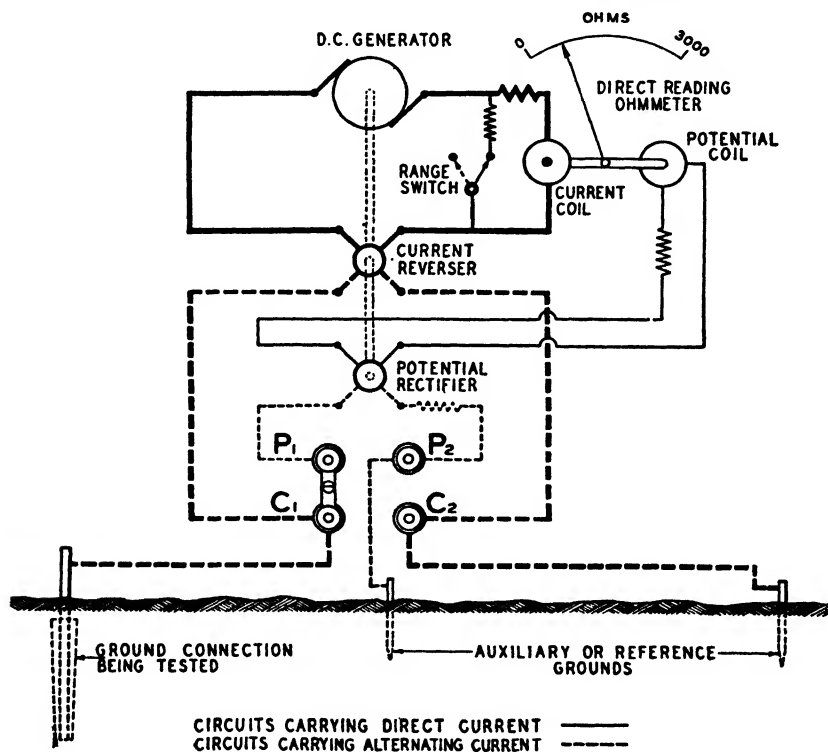 OHMS
D.C. GENERATOR
0
3000
DIRECT READING
OHMMETER
POTENTIAL
COIL
RANGE
SWITCH
CURRENT
COIL
CURRENT
REVERSER
POTENTIAL
RECTIFIER
P1
P2
C1
C2
GROUND CONNECTION
BEING TESTED
AUXILIARY OR REFERENCE
GROUNDS
CIRCUITS CARRYING DIRECT CURRENT
CIRCUITS CARRYING ALTERNATING CURRENT